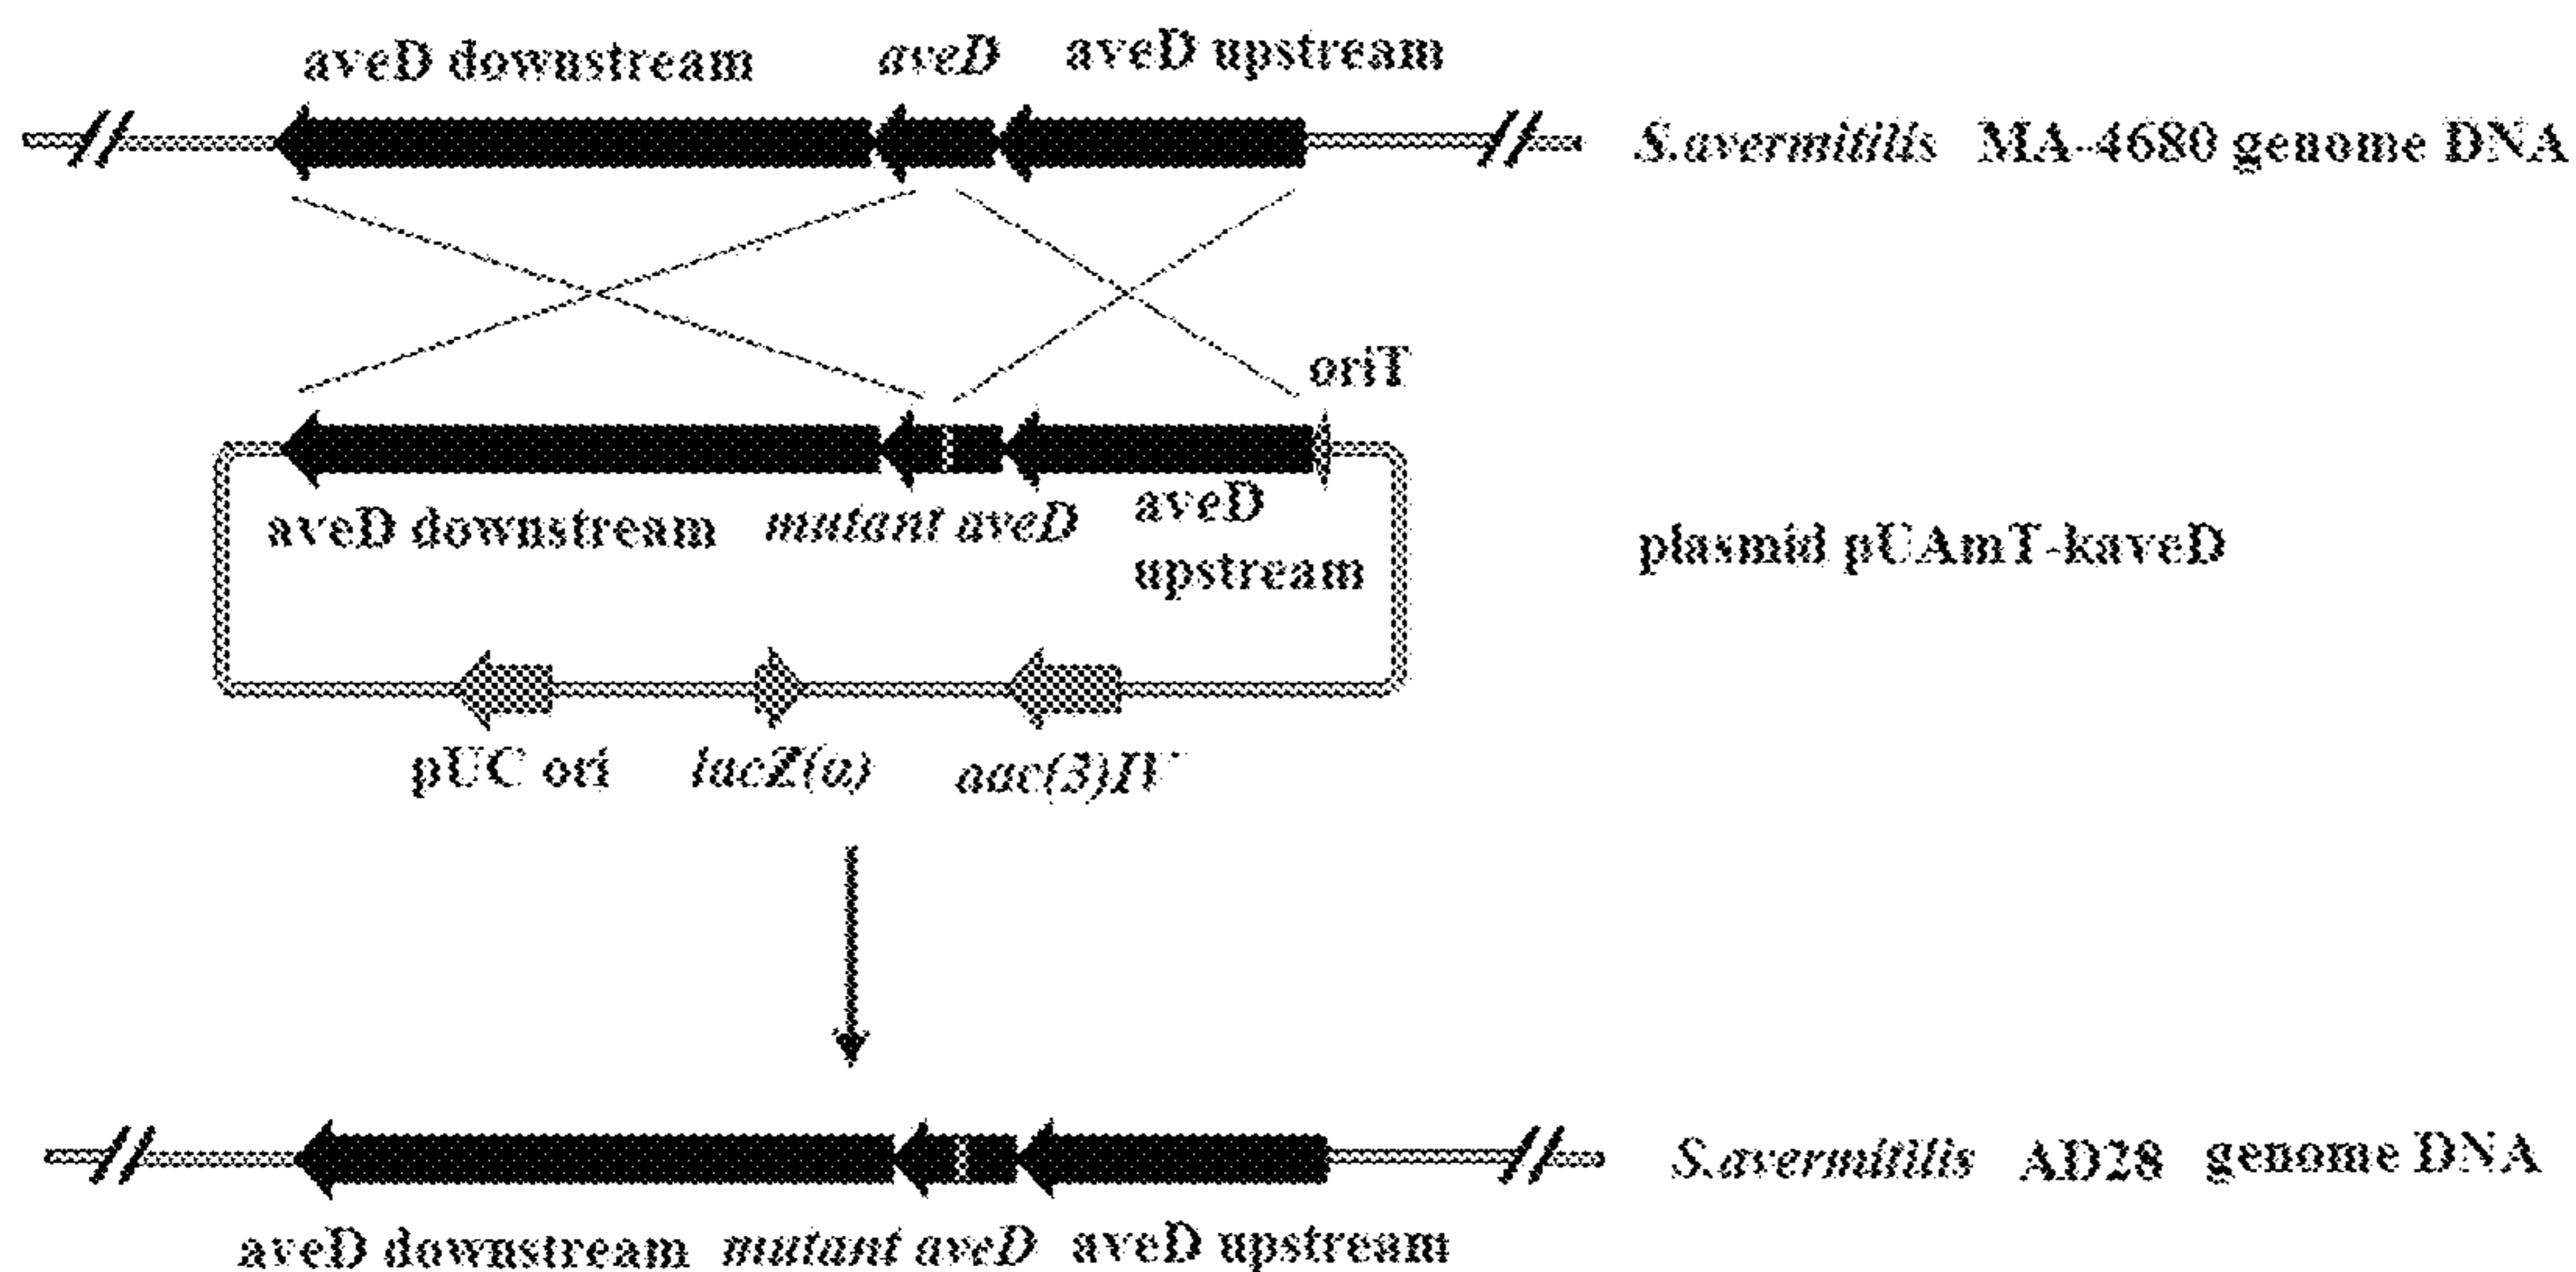 aveD downstream aveD aveD upstream
S.avermitilis MA-4680 genome DNA
oriT
aveD downstream mutant aveD aveD
upstream
plasmid pUAmT-kaveD
pUC ori lacZ(α) aac(3)IV
S.avermitilis AD28 genome DNA
aveD downstream mutant aveD aveD upstream